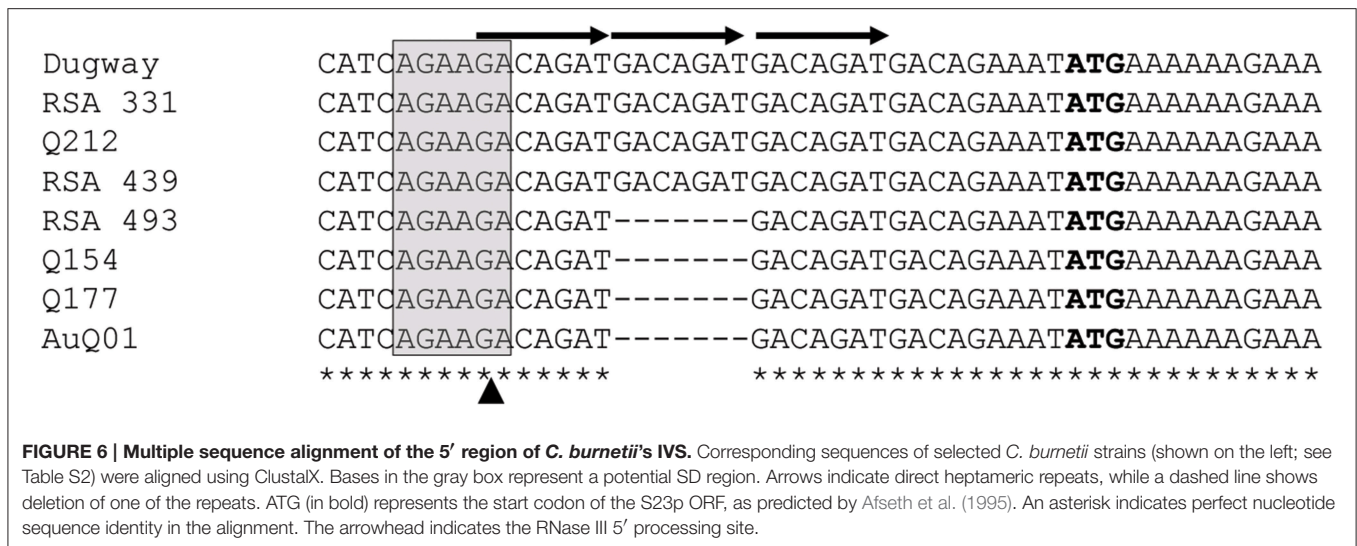 Dugway CATCAGAAGACAGATGACAGATGACAGATGACAGAAATATGAAAAAAGAAA
RSA 331 CATCAGAAGACAGATGACAGATGACAGATGACAGAAATATGAAAAAAGAAA
Q212 CATCAGAAGACAGATGACAGATGACAGATGACAGAAATATGAAAAAAGAAA
RSA 439 CATCAGAAGACAGATGACAGATGACAGATGACAGAAATATGAAAAAAGAAA
RSA 493 CATCAGAAGACAGAT-------GACAGATGACAGAAATATGAAAAAAGAAA
Q154 CATCAGAAGACAGAT-------GACAGATGACAGAAATATGAAAAAAGAAA
Q177 CATCAGAAGACAGAT-------GACAGATGACAGAAATATGAAAAAAGAAA
AuQ01 CATCAGAAGACAGAT-------GACAGATGACAGAAATATGAAAAAAGAAA
*************** *****************************
FIGURE 6 | Multiple sequence alignment of the 5′ region of C. burnetii's IVS. Corresponding sequences of selected C. burnetii strains (shown on the left; see
Table S2) were aligned using ClustalX. Bases in the gray box represent a potential SD region. Arrows indicate direct heptameric repeats, while a dashed line shows
deletion of one of the repeats. ATG (in bold) represents the start codon of the S23p ORF, as predicted by Afseth et al. (1995). An asterisk indicates perfect nucleotide
sequence identity in the alignment. The arrowhead indicates the RNase III 5′ processing site.